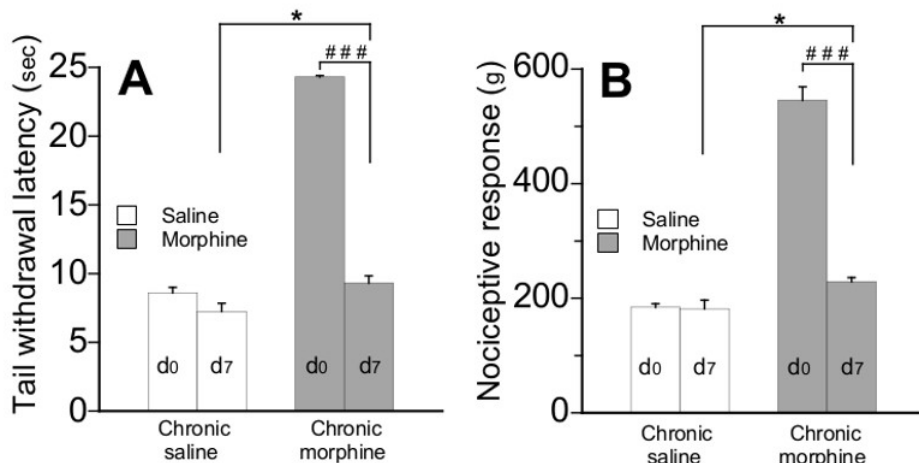 *
# # #
A
Tail withdrawal latency (sec)
25
20
15
10
5
0
Saline
Morphine
d0
d7
d0
d7
Chronic
saline
Chronic
morphine
*
# # #
B
Nociceptive response (g)
600
400
200
0
Saline
Morphine
d0
d7
d0
d7
Chronic
saline
Chronic
morphine